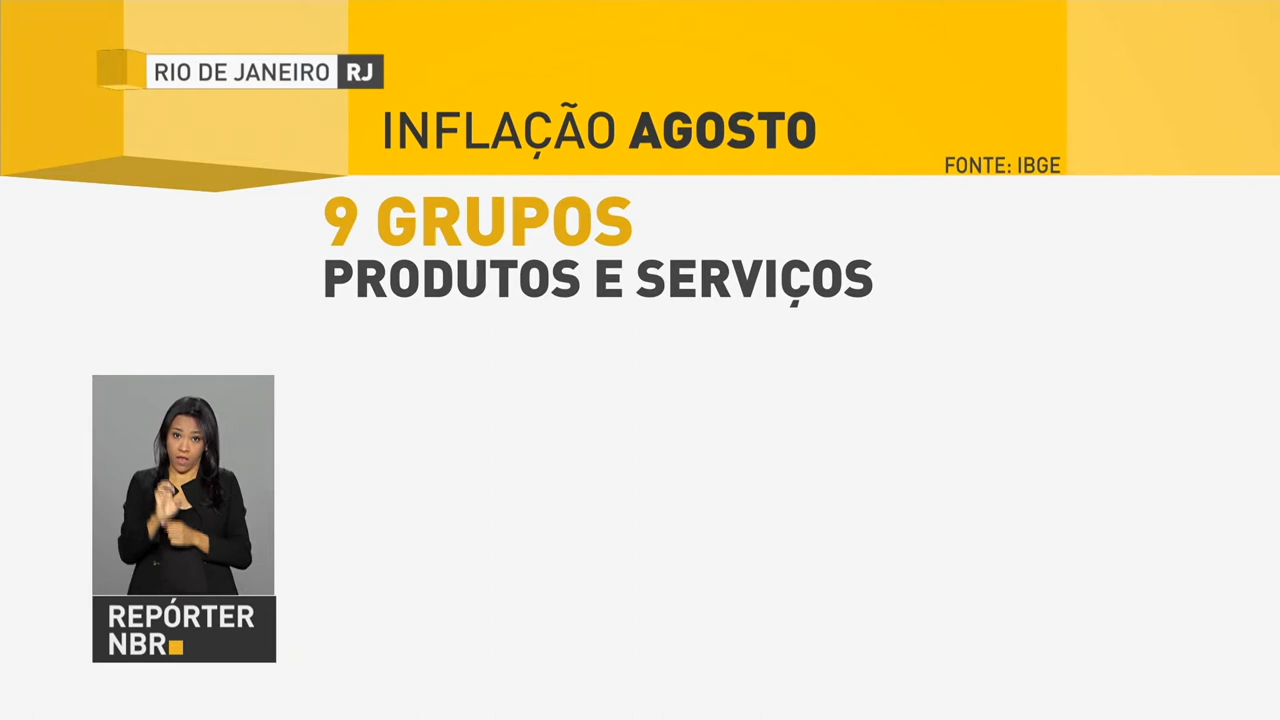 RIO DE JANEIRO RJ
INFLAÇÃO AGOSTO
FONTE: IBGE
9 GRUPOS
PRODUTOS E SERVIÇOS
REPÓRTER
NBR